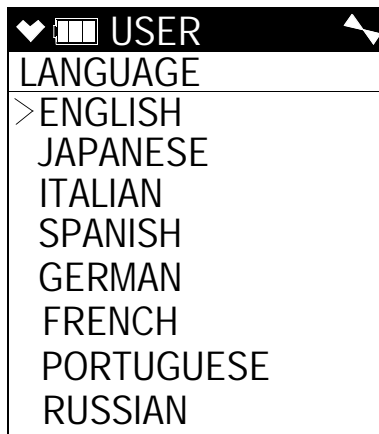 USER
LANGUAGE
>ENGLISH
JAPANESE
ITALIAN
SPANISH
GERMAN
FRENCH
PORTUGUESE
RUSSIAN